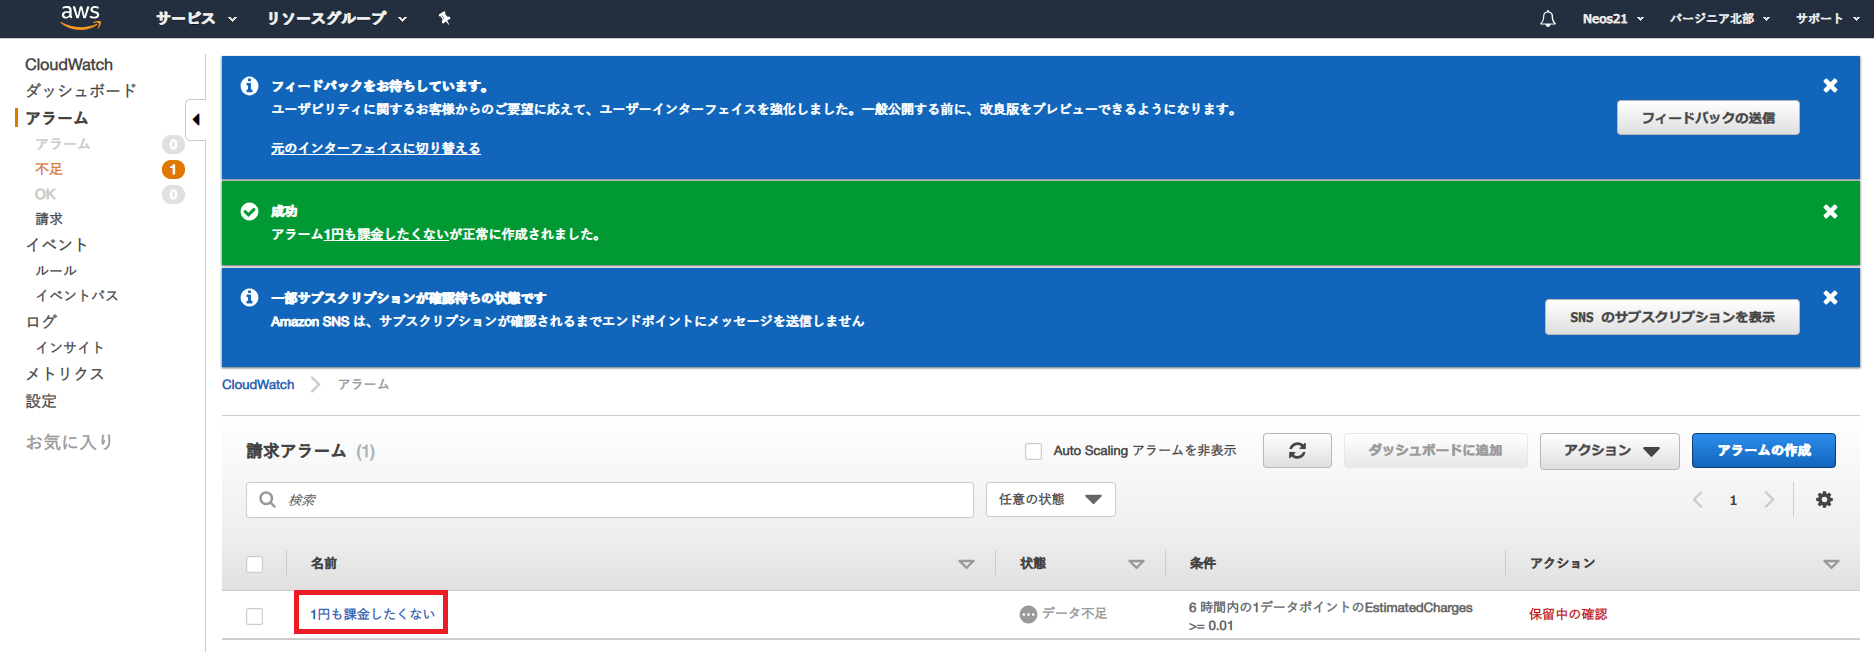 aws
サービス
リソースグループ
Neos21
バージニア北部
サポート
CloudWatch
ダッシュボード
アラーム
アラーム 0
不足 1
OK 0
請求
イベント
ルール
イベントバス
ログ
インサイト
メトリクス
設定
お気に入り
フィードバックをお待ちしています。
ユーザビリティに関するお客様からのご要望に応えて、ユーザーインターフェイスを強化しました。一般公開する前に、改良版をプレビューできるようになります。
元のインターフェイスに切り替える
フィードバックの送信
成功
アラーム1円も課金したくないが正常に作成されました。
一部サブスクリプションが確認待ちの状態です
Amazon SNS は、サブスクリプションが確認されるまでエンドポイントにメッセージを送信しません
SNS のサブスクリプションを表示
CloudWatch
アラーム
請求アラーム (1)
Auto Scaling アラームを非表示
ダッシュボードに追加
アクション
アラームの作成
検索
任意の状態
1
名前
状態
条件
アクション
1円も課金したくない
データ不足
6 時間内の1データポイントのEstimatedCharges
>= 0.01
保留中の確認